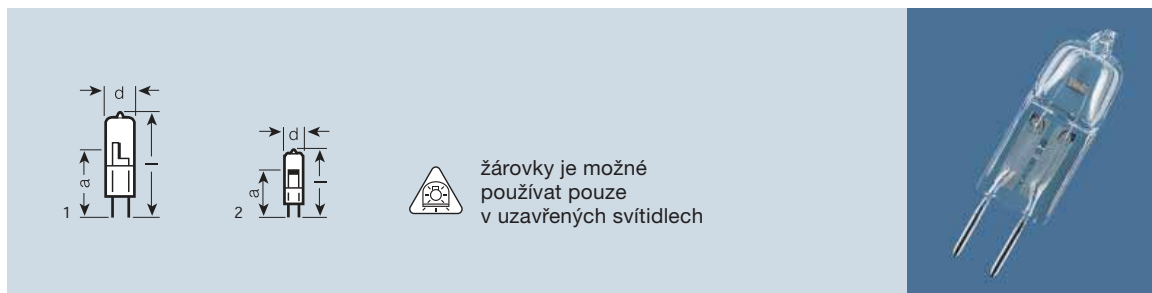 d
a
l
1
d
a
l
2
žárovky je možné
používat pouze
v uzavřených svítidlech